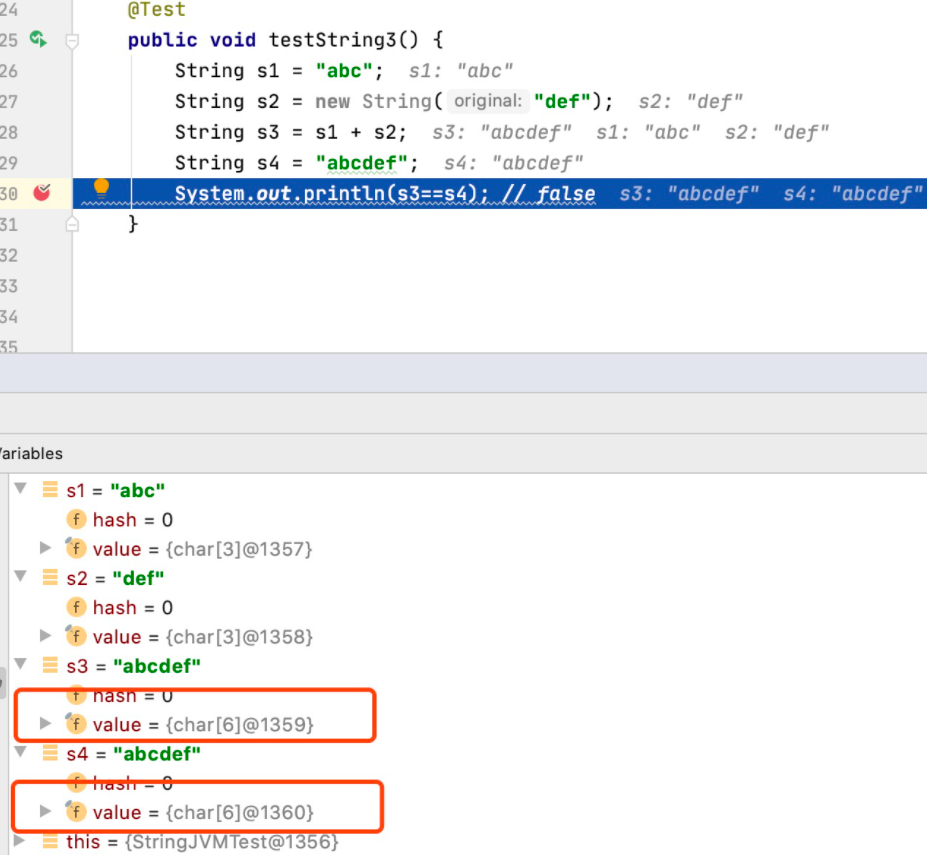 24 @Test
25 public void testString3() {
26 String s1 = "abc"; s1: "abc"
27 String s2 = new String( original: "def"); s2: "def"
28 String s3 = s1 + s2; s3: "abcdef" s1: "abc" s2: "def"
29 String s4 = "abcdef"; s4: "abcdef"
30 System.out.println(s3==s4); // false s3: "abcdef" s4: "abcdef"
31 }
32
33
34
35
Variables
s1 = "abc"
f hash = 0
f value = {char[3]@1357}
s2 = "def"
f hash = 0
f value = {char[3]@1358}
s3 = "abcdef"
f hash = 0
f value = {char[6]@1359}
s4 = "abcdef"
f hash = 0
f value = {char[6]@1360}
this = {StringJVMTest@1356}